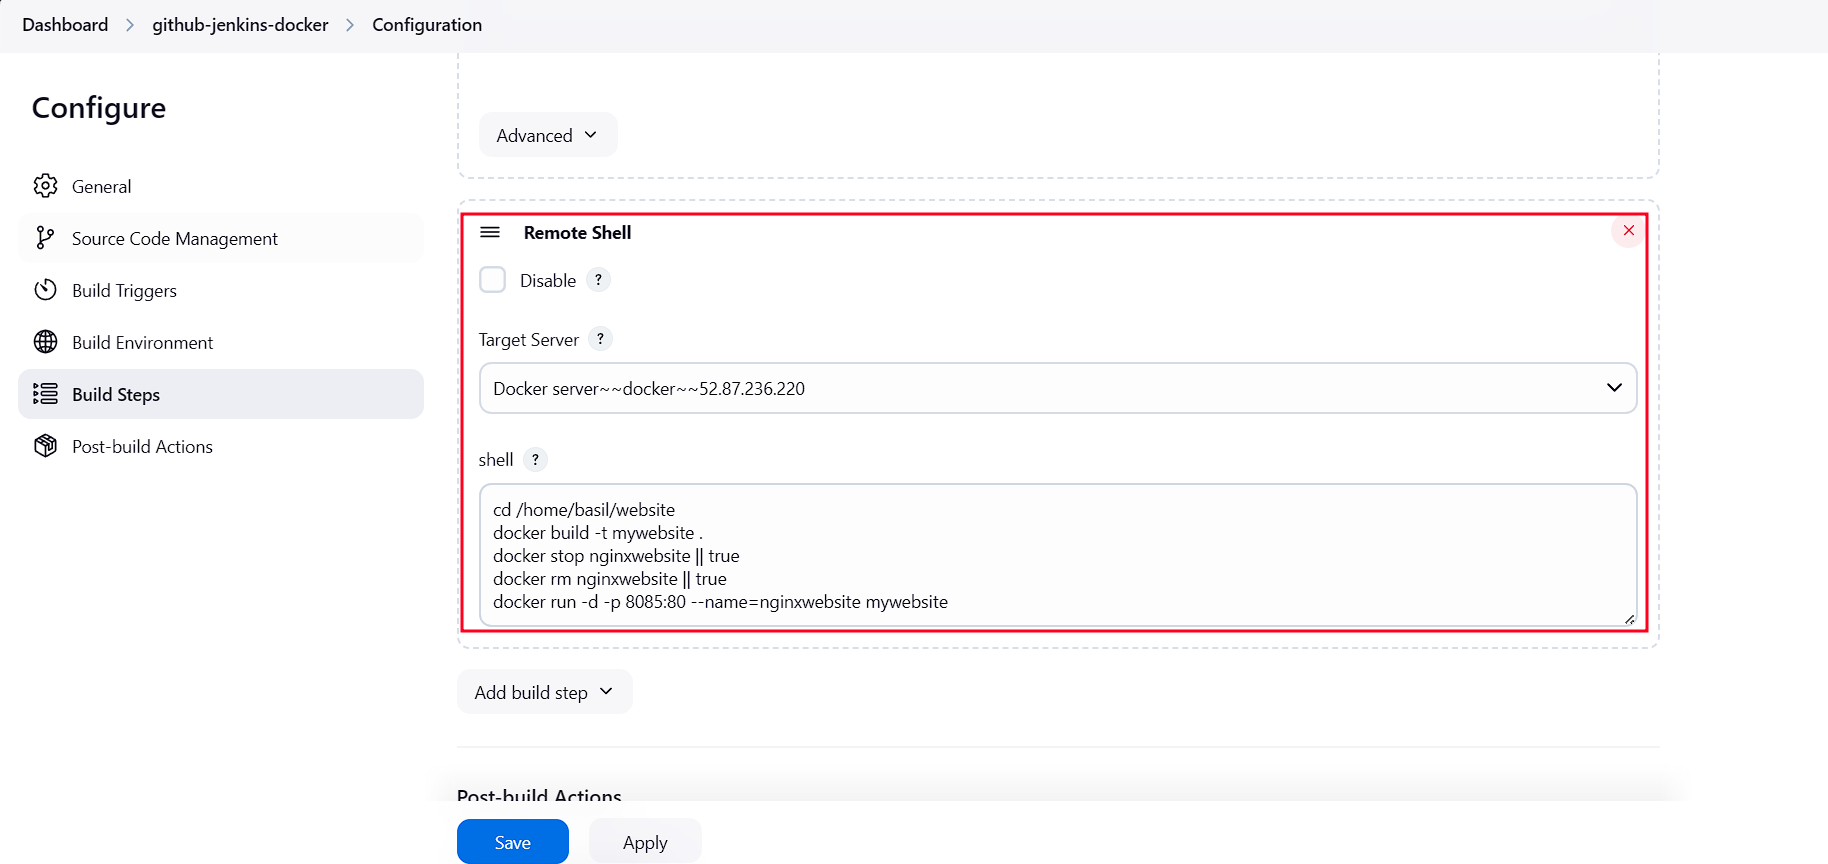 Dashboard > github-jenkins-docker > Configuration
Configure
General
Source Code Management
Build Triggers
Build Environment
Build Steps
Post-build Actions
Advanced
Remote Shell
Disable ?
Target Server ?
Docker server~~docker~~52.87.236.220
shell ?
cd /home/basil/website
docker build -t mywebsite .
docker stop nginxwebsite || true
docker rm nginxwebsite || true
docker run -d -p 8085:80 --name=nginxwebsite mywebsite
Add build step
Post-build Actions
Save
Apply